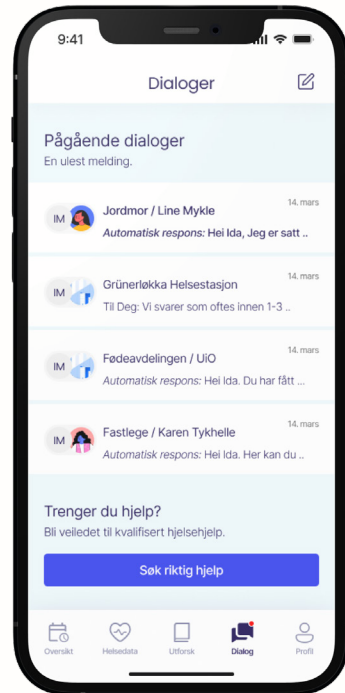 9:41
Dialoger
Pågående dialoger
En ulest melding.
14. mars
IM
Jordmor / Line Mykle
Automatisk respons: Hei Ida, Jeg er satt ..
14. mars
IM
Grünerløkka Helsestasjon
Til Deg: Vi svarer som oftes innen 1-3 ..
14. mars
IM
Fødeavdelingen / UiO
Automatisk respons: Hei Ida. Du har fått ...
14. mars
IM
Fastlege / Karen Tykhelle
Automatisk respons: Hei Ida. Her kan du ..
Trenger du hjelp?
Bli veiledet til kvalifisert hjelsehjelp.
Søk riktig hjelp
Oversikt Helsedata Utforsk Dialog Profil